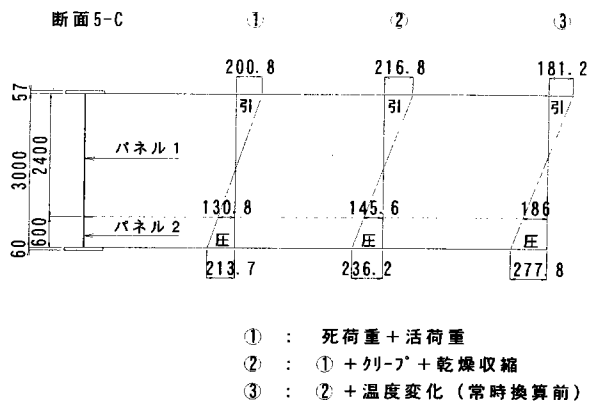 断面5-C
①
②
③
200.8
216.8
181.2
57
引
引
引
パネル1
2400
3000
130.8
145.6
186
パネル2
600
60
圧
圧
圧
213.7
236.2
277.8
① : 死荷重+活荷重
② : ①+クリープ+乾燥収縮
③ : ②+温度変化(常時換算前)